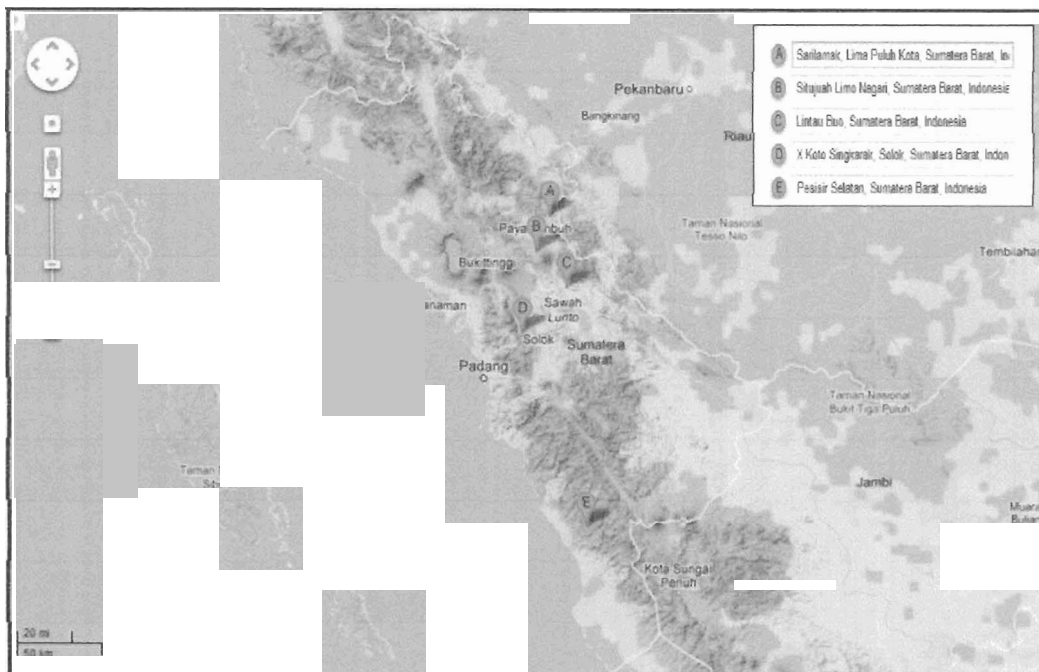 A Sarilamak, Lima Puluh Kota, Sumatera Barat, In
B Situjuah Limo Nagari, Sumatera Barat, Indonesia
C Lintau Buo, Sumatera Barat, Indonesia
D X Koto Singkarak, Solok, Sumatera Barat, Indon
E Pesisir Selatan, Sumatera Barat, Indonesia
Pekanbaru
Bangkinang
Riau
A
Taman Nasional
Tesso Nilo
B
Tembilahan
Bukittinggi
C
D
Sawah
Lunto
Solok
Sumatera
Barat
Padang
Taman Nasional
Bukit Tiga Puluh
Taman
Jambi
E
Muara
Kota Sungai
Penuh
20 mi
50 km